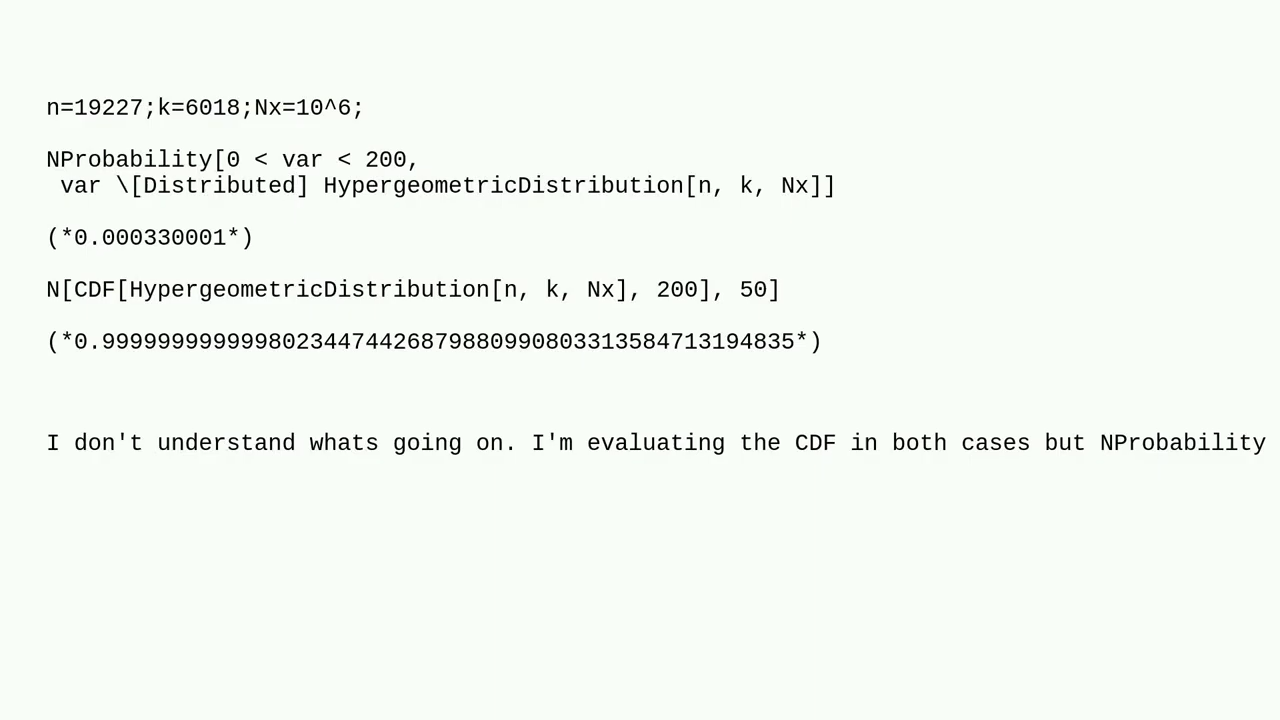 n=19227;k=6018;Nx=10^6;
NProbability[0 < var < 200,
 var \[Distributed] HypergeometricDistribution[n, k, Nx]]
(*0.000330001*)
N[CDF[HypergeometricDistribution[n, k, Nx], 200], 50]
(*0.999999999999980234474426879880990803313584713194835*)
I don't understand whats going on. I'm evaluating the CDF in both cases but NProbability